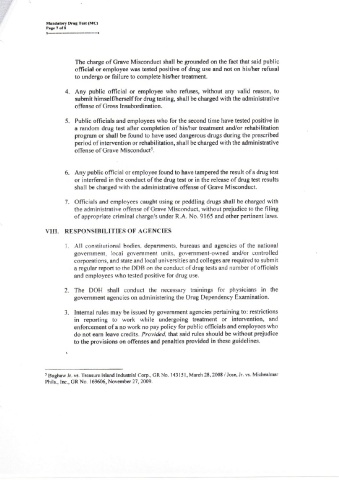 Mandatory Drug Test (MC)
Page 7 of 8
The charge of Grave Misconduct shall be grounded on the fact that said public
official or employee was tested positive of drug use and not on his/her refusal
to undergo or failure to complete his/her treatment.
4. Any public official or employee who refuses, without any valid reason, to
submit himself/herself for drug testing, shall be charged with the administrative
offense of Gross Insubordination.
5. Public officials and employees who for the second time have tested positive in
a random drug test after completion of his/her treatment and/or rehabilitation
program or shall be found to have used dangerous drugs during the prescribed
period of intervention or rehabilitation, shall be charged with the administrative
offense of Grave Misconduct⁵.
6. Any public official or employee found to have tampered the result of a drug test
or interfered in the conduct of the drug test or in the release of drug test results
shall be charged with the administrative offense of Grave Misconduct.
7. Officials and employees caught using or peddling drugs shall be charged with
the administrative offense of Grave Misconduct, without prejudice to the filing
of appropriate criminal charge/s under R.A. No. 9165 and other pertinent laws.
VIII. RESPONSIBILITIES OF AGENCIES
1. All constitutional bodies, departments, bureaus and agencies of the national
government, local government units, government-owned and/or controlled
corporations, and state and local universities and colleges are required to submit
a regular report to the DDB on the conduct of drug tests and number of officials
and employees who tested positive for drug use.
2. The DOH shall conduct the necessary trainings for physicians in the
government agencies on administering the Drug Dependency Examination.
3. Internal rules may be issued by government agencies pertaining to: restrictions
in reporting to work while undergoing treatment or intervention, and
enforcement of a no work no pay policy for public officials and employees who
do not earn leave credits. Provided, that said rules should be without prejudice
to the provisions on offenses and penalties provided in these guidelines.
Bughaw Jr. vs. Treasure Island Industrial Corp., GR No. 143151, March 28, 2008 / Jose, Jr. vs. Michaelmar
Phils., Inc., GR No. 169606, November 27, 2009.